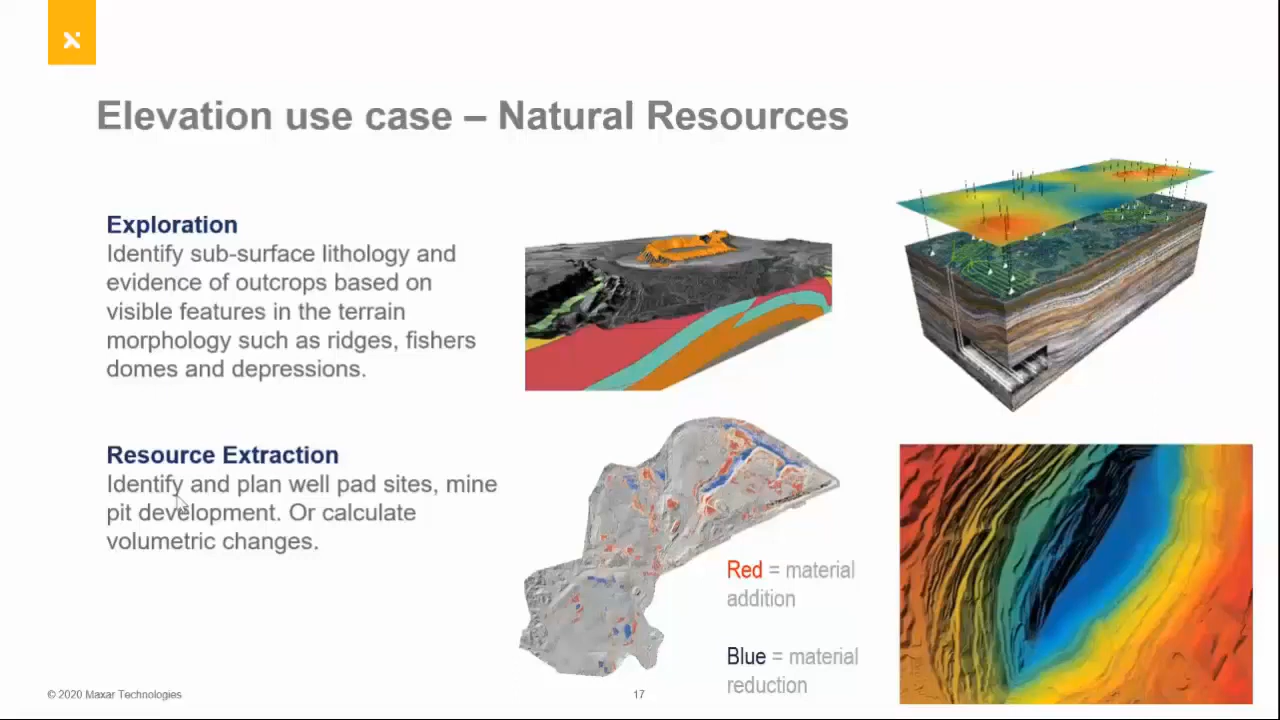 Elevation use case – Natural Resources
Exploration
Identify sub-surface lithology and
evidence of outcrops based on
visible features in the terrain
morphology such as ridges, fishers
domes and depressions.
Resource Extraction
Identify and plan well pad sites, mine
pit development. Or calculate
volumetric changes.
Red = material
addition
Blue = material
reduction
© 2020 Maxar Technologies
17